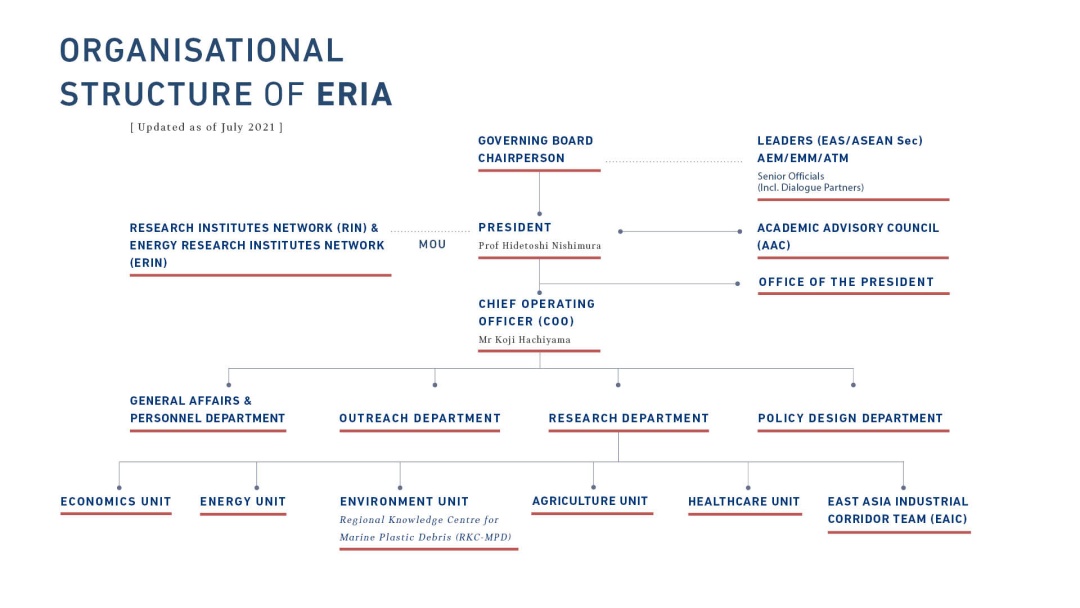 ORGANISATIONAL
STRUCTURE OF ERIA
[ Updated as of July 2021 ]
GOVERNING BOARD
CHAIRPERSON
LEADERS (EAS/ASEAN Sec)
AEM/EMM/ATM
Senior Officials
(Incl. Dialogue Partners)
RESEARCH INSTITUTES NETWORK (RIN) &
ENERGY RESEARCH INSTITUTES NETWORK
(ERIN)
MOU
PRESIDENT
Prof Hidetoshi Nishimura
ACADEMIC ADVISORY COUNCIL
(AAC)
OFFICE OF THE PRESIDENT
CHIEF OPERATING
OFFICER (COO)
Mr Koji Hachiyama
GENERAL AFFAIRS &
PERSONNEL DEPARTMENT
OUTREACH DEPARTMENT
RESEARCH DEPARTMENT
POLICY DESIGN DEPARTMENT
ECONOMICS UNIT
ENERGY UNIT
ENVIRONMENT UNIT
Regional Knowledge Centre for
Marine Plastic Debris (RKC-MPD)
AGRICULTURE UNIT
HEALTHCARE UNIT
EAST ASIA INDUSTRIAL
CORRIDOR TEAM (EAIC)